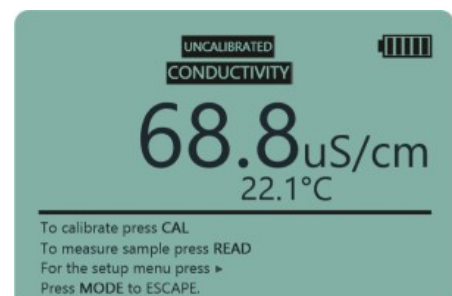 UNCALIBRATED
CONDUCTIVITY
68.8uS/cm
22.1°C
To calibrate press CAL
To measure sample press READ
For the setup menu press ►
Press MODE to ESCAPE.